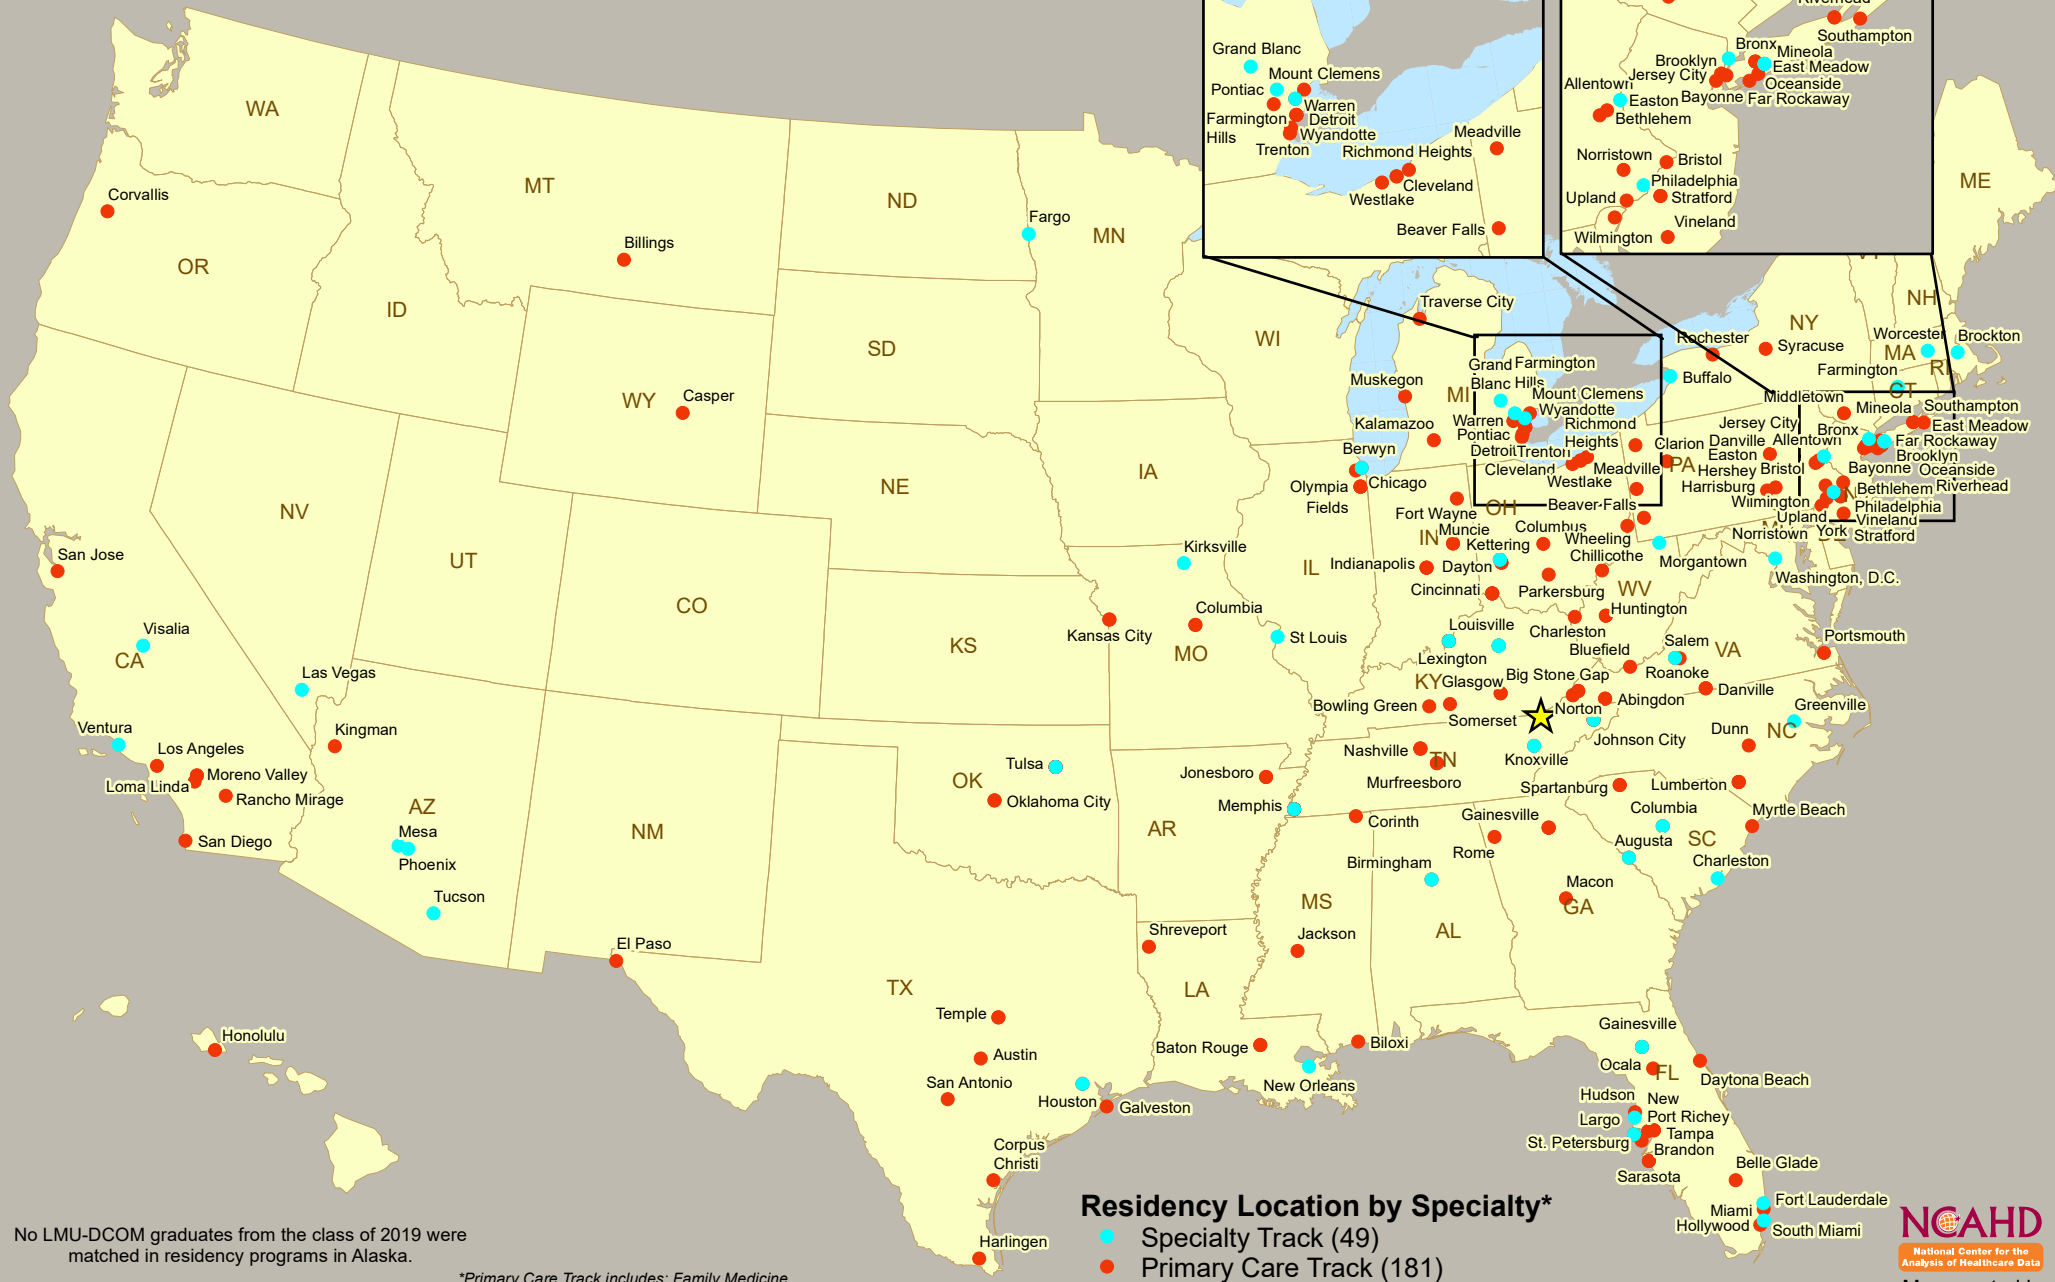 Grand Blanc
Mount Clemens
Pontiac
Warren
Farmington
Hills
Detroit
Wyandotte
Trenton
Richmond Heights
Meadville
Cleveland
Westlake
Beaver Falls
Riverhead
Southampton
Bronx
Mineola
Brooklyn
East Meadow
Jersey City
Oceanside
Allentown
Bayonne
Far Rockaway
Easton
Bethlehem
Norristown
Bristol
Philadelphia
Upland
Stratford
Vineland
Wilmington
WA
MT
ND
MN
OR
ID
SD
WI
WY
NE
IA
NV
UT
CO
KS
MO
IL
IN
OH
MI
CA
AZ
NM
OK
AR
TX
LA
MS
AL
GA
TN
KY
WV
VA
NC
SC
FL
PA
NY
NH
MA
CT
ME
Corvallis
Billings
Fargo
Casper
San Jose
Visalia
Las Vegas
Ventura
Los Angeles
Kingman
Moreno Valley
Loma Linda
Rancho Mirage
San Diego
Mesa
Phoenix
Tucson
El Paso
Honolulu
Tulsa
Oklahoma City
Kirksville
Columbia
Kansas City
St Louis
Jonesboro
Memphis
Shreveport
Jackson
Corinth
Birmingham
Temple
Austin
San Antonio
Houston
Galveston
Corpus
Christi
Harlingen
Baton Rouge
New Orleans
Biloxi
Traverse City
Muskegon
Kalamazoo
Berwyn
Chicago
Olympia
Fields
Grand
Blanc
Farmington
Hills
Mount Clemens
Wyandotte
Warren
Richmond
Heights
Pontiac
Detroit
Trenton
Cleveland
Meadville
Westlake
Beaver Falls
Fort Wayne
Muncie
Columbus
Wheeling
Kettering
Chillicothe
Indianapolis
Dayton
Cincinnati
Parkersburg
Morgantown
Louisville
Charleston
Huntington
Lexington
Bluefield
Salem
Roanoke
Portsmouth
Glasgow
Big Stone Gap
Bowling Green
Somerset
Norton
Abingdon
Danville
Greenville
Dunn
Johnson City
Knoxville
Nashville
Murfreesboro
Spartanburg
Lumberton
Columbia
Myrtle Beach
Gainesville
Rome
Augusta
Charleston
Macon
Rochester
Syracuse
Buffalo
Worcester
Brockton
Farmington
Middletown
Mineola
Southampton
Jersey City
Bronx
East Meadow
Clarion
Danville
Allentown
Far Rockaway
Easton
Brooklyn
Hershey
Bristol
Bayonne
Oceanside
Harrisburg
Bethlehem
Riverhead
Wilmington
Philadelphia
Upland
Vineland
Norristown
York
Stratford
Washington, D.C.
Gainesville
Ocala
Daytona Beach
Hudson
New
Port Richey
Largo
Tampa
St. Petersburg
Brandon
Sarasota
Belle Glade
Fort Lauderdale
Miami
Hollywood
South Miami
No LMU-DCOM graduates from the class of 2019 were
matched in residency programs in Alaska.
*Primary Care Track includes: Family Medicine
Residency Location by Specialty*
Specialty Track (49)
Primary Care Track (181)
NCAHD
National Center for the
Analysis of Healthcare Data